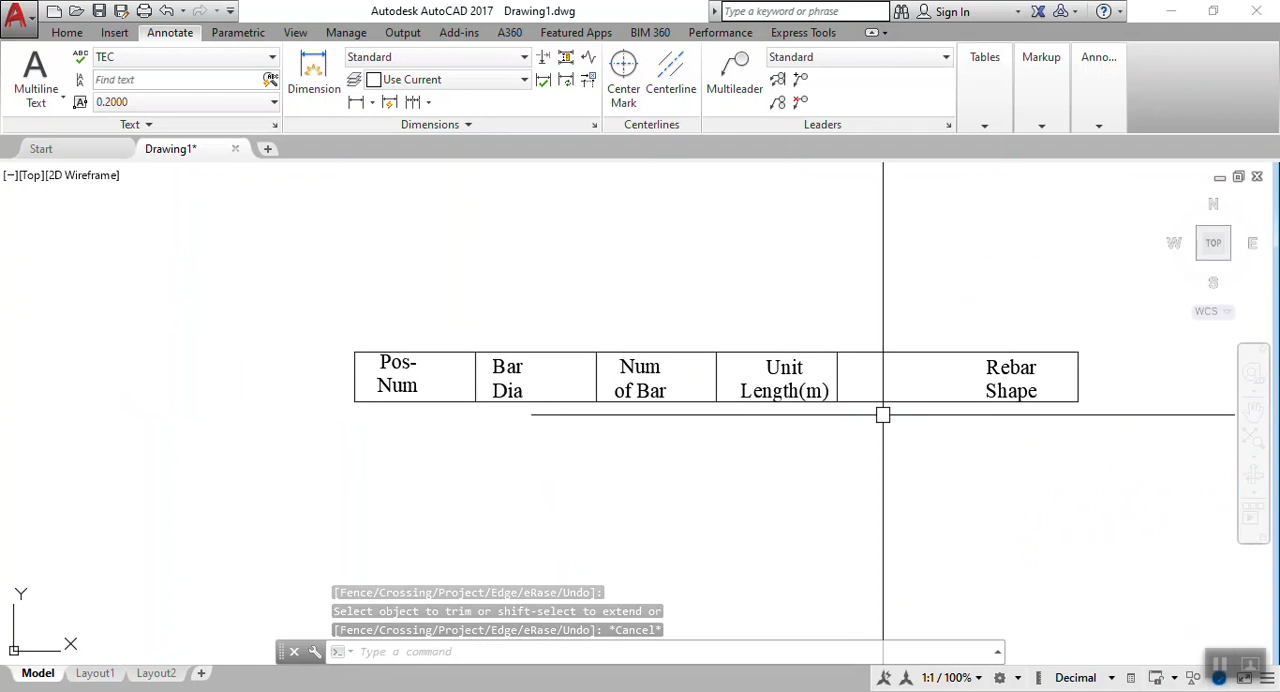 Autodesk AutoCAD 2017 Drawing1.dwg
Type a keyword or phrase
Sign In
Home Insert Annotate Parametric View Manage Output Add-ins A360 Featured Apps BIM 360 Performance Express Tools
TEC
Find text
0.2000
Multiline
Text
Text
Standard
Use Current
Dimension
Dimensions
Center
Mark
Centerline
Centerlines
Multileader
Standard
Leaders
Tables
Markup
Anno...
Start
Drawing1*
[−][Top][2D Wireframe]
N
W
TOP
E
S
WCS
Pos-
Num
Bar
Dia
Num
of Bar
Unit
Length(m)
Rebar
Shape
Y
X
[Fence/Crossing/Project/Edge/eRase/Undo]:
Select object to trim or shift-select to extend or
[Fence/Crossing/Project/Edge/eRase/Undo]: *Cancel*
Type a command
Model Layout1 Layout2
1:1 / 100%
Decimal